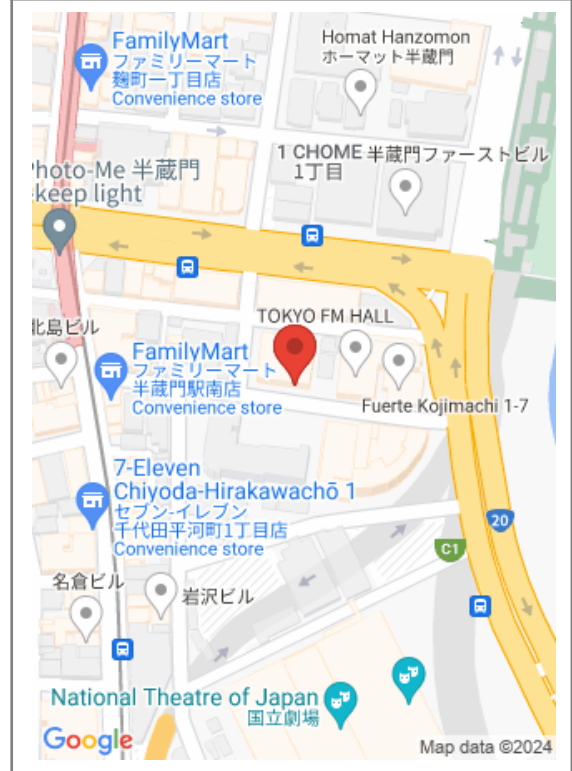 FamilyMart
ファミリーマート
麹町一丁目店
Convenience store
Homat Hanzomon
ホーマット半蔵門
1 CHOME
1丁目
半蔵門ファーストビル
Photo-Me 半蔵門
-keep light
TOKYO FM HALL
北島ビル
FamilyMart
ファミリーマート
半蔵門駅南店
Convenience store
Fuerte Kojimachi 1-7
7-Eleven
Chiyoda-Hirakawachō 1
セブン-イレブン
千代田平河町1丁目店
Convenience store
20
C1
名倉ビル
岩沢ビル
National Theatre of Japan
国立劇場
Google
Map data ©2024